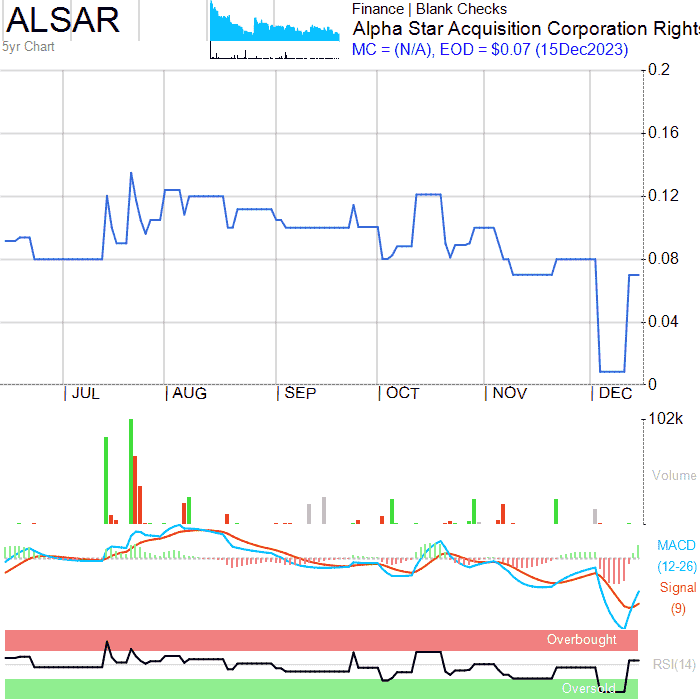 ALSAR
5yr Chart
Finance | Blank Checks
Alpha Star Acquisition Corporation Rights
MC = (N/A), EOD = $0.07 (15Dec2023)
0.2
0.16
0.12
0.08
0.04
0
JUL AUG SEP OCT NOV DEC
102k
Volume
MACD
(12-26)
Signal
(9)
Overbought
RSI(14)
Oversold